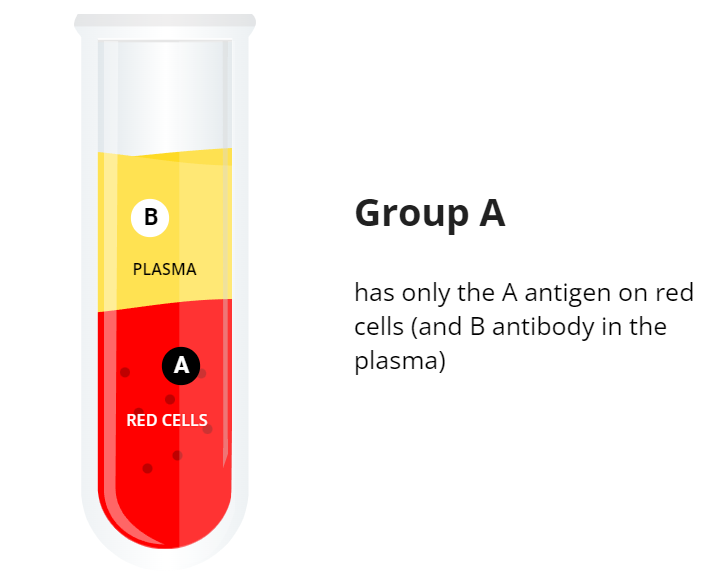 B
PLASMA
A
RED CELLS
Group A
has only the A antigen on red
cells (and B antibody in the
plasma)